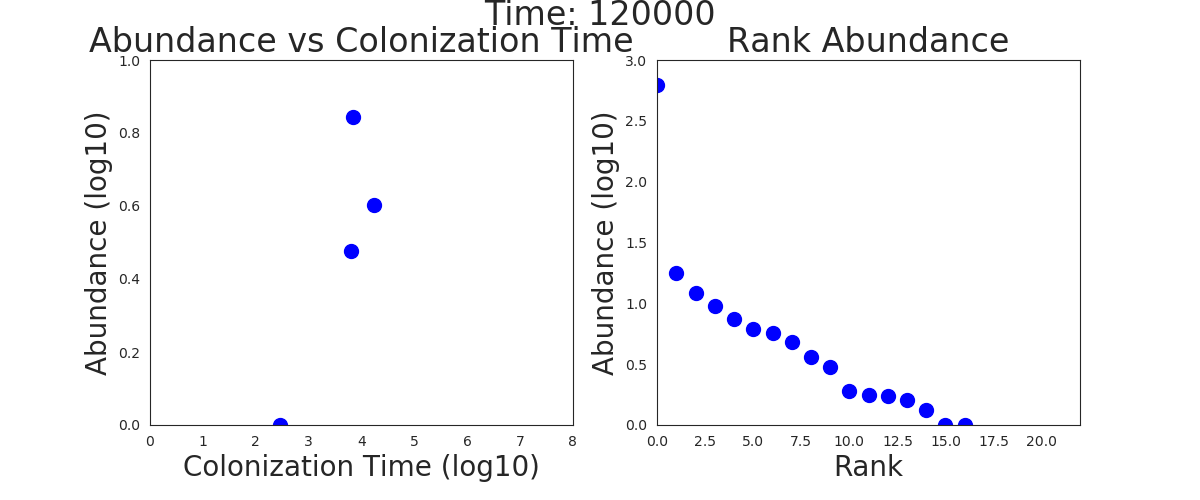 Time: 120000
Abundance vs Colonization Time
Rank Abundance
1.0
0.8
0.6
0.4
0.2
0.0
Abundance (log10)
0 1 2 3 4 5 6 7 8
Colonization Time (log10)
3.0
2.5
2.0
1.5
1.0
0.5
0.0
Abundance (log10)
0.0 2.5 5.0 7.5 10.0 12.5 15.0 17.5 20.0
Rank